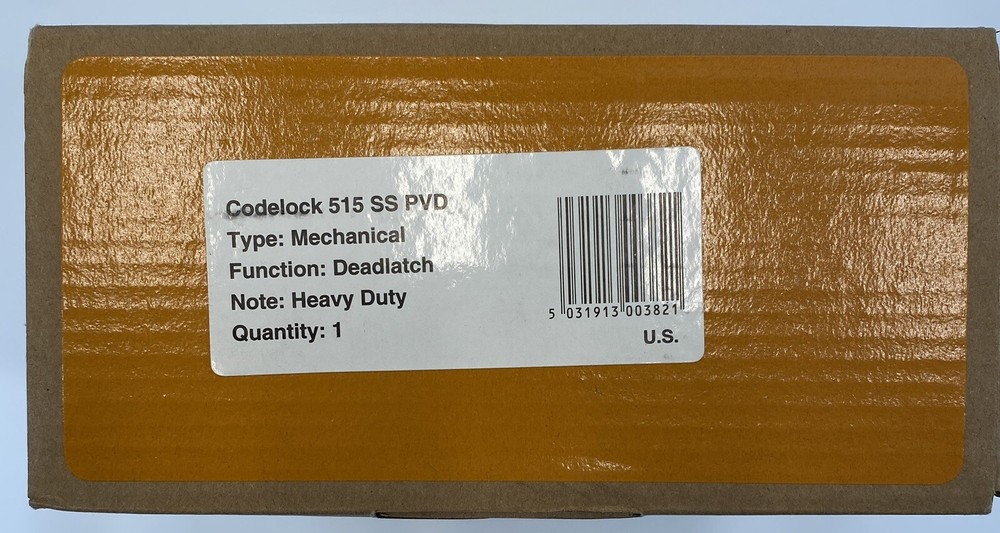 Codelock 515 SS PVD
Type: Mechanical
Function: Deadlatch
Note: Heavy Duty
Quantity: 1
5 031913 003821
U.S.